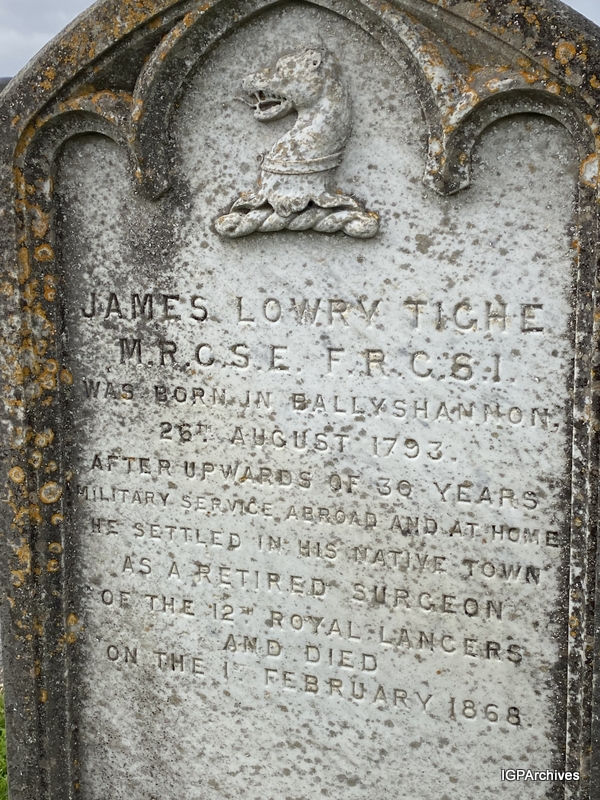 JAMES LOWRY TIGHE
M.R.C.S.E. F.R.C.S.I.
WAS BORN IN BALLYSHANNON,
26TH AUGUST 1793.
AFTER UPWARDS OF 30 YEARS
MILITARY SERVICE ABROAD AND AT HOME
HE SETTLED IN HIS NATIVE TOWN
AS A RETIRED SURGEON
OF THE 12TH ROYAL LANCERS
AND DIED
ON THE 1ST FEBRUARY 1868
IGPArchives